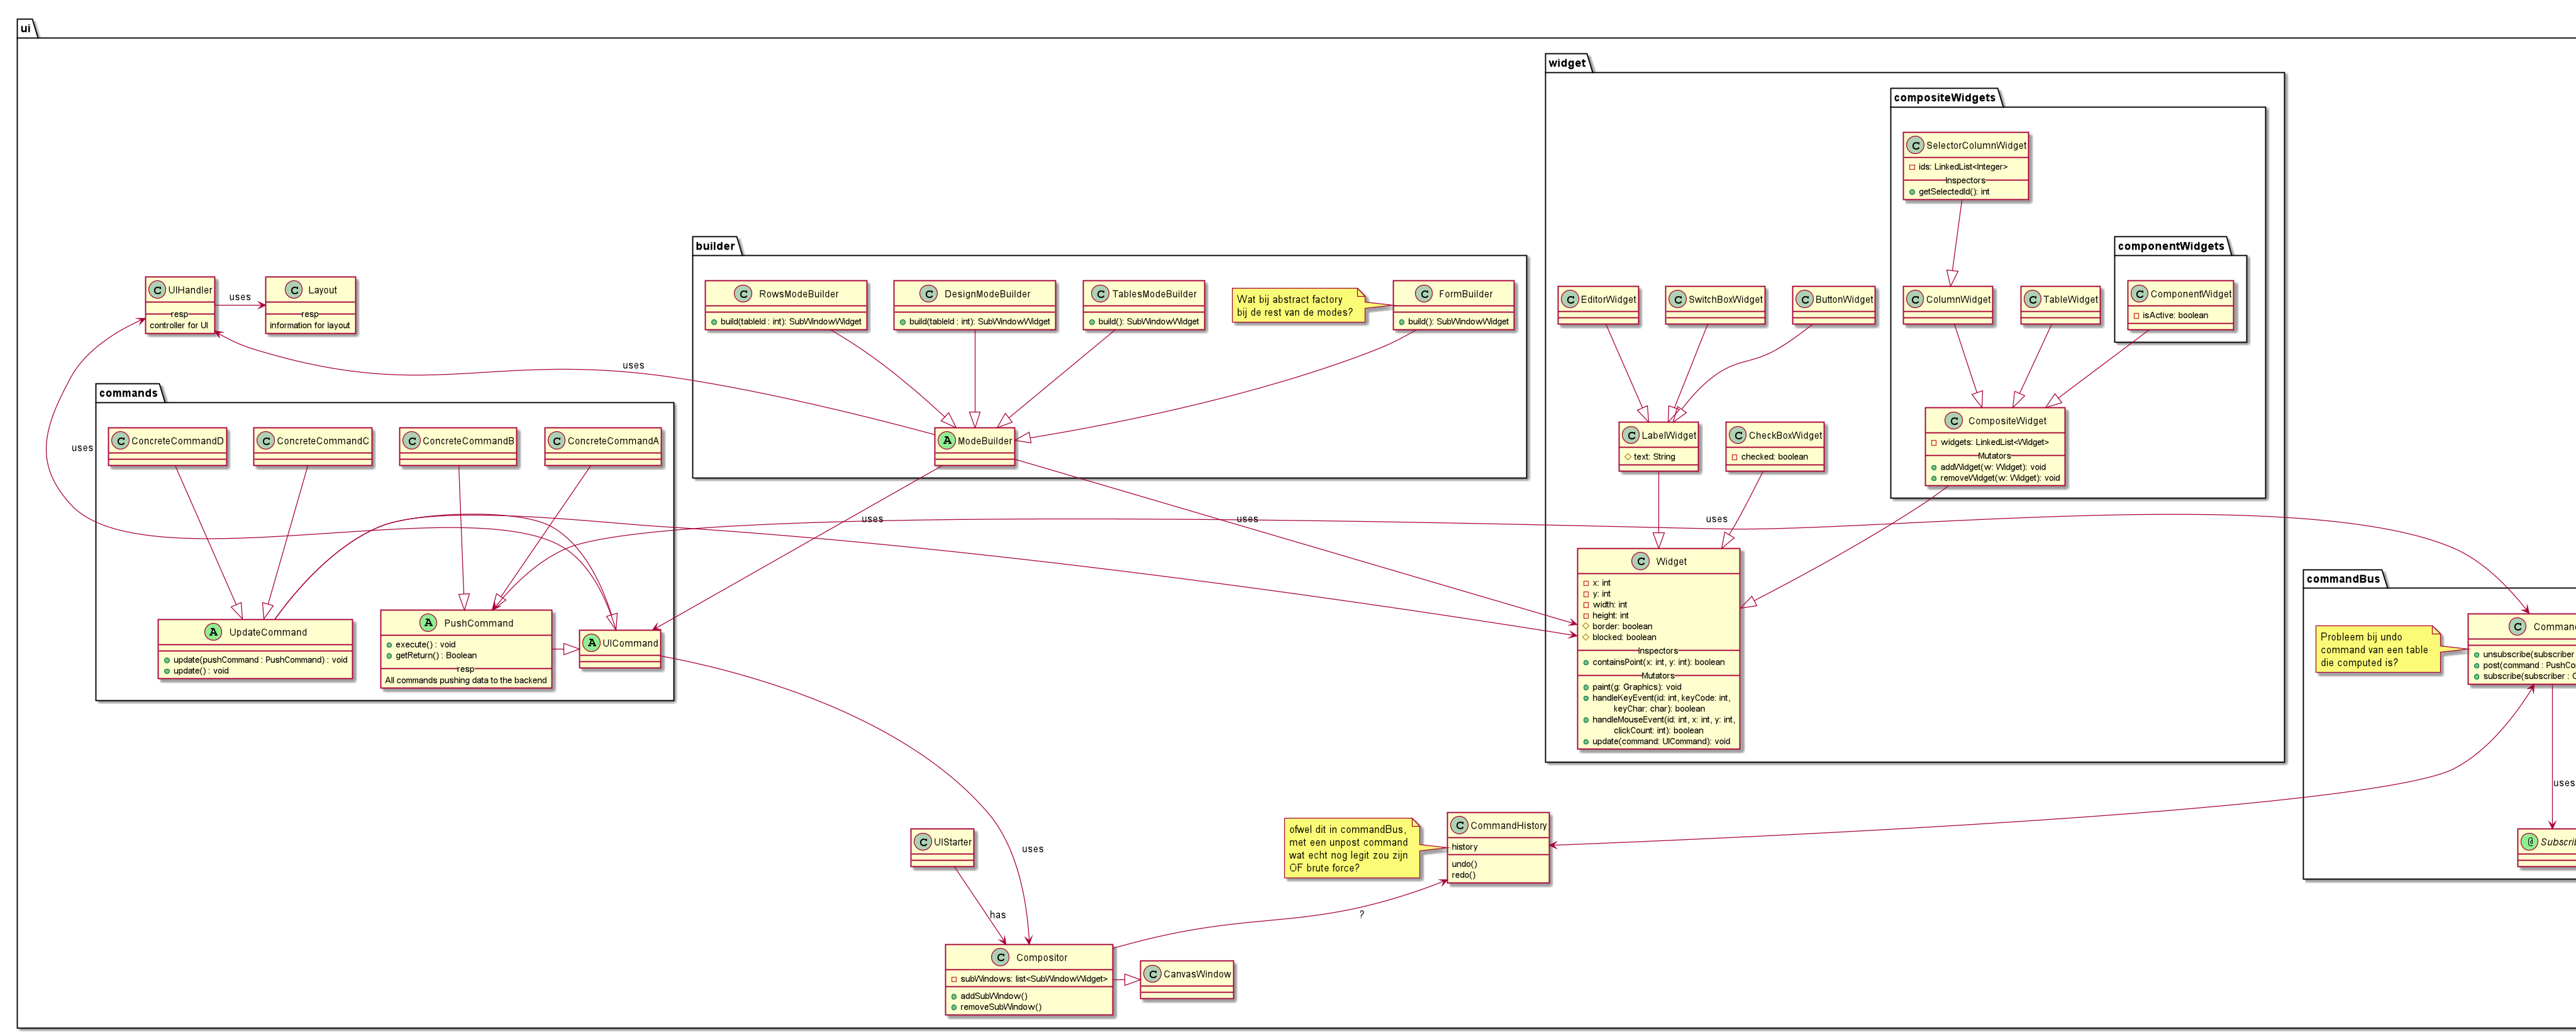 ui
widget
compositeWidgets
SelectorColumnWidget
ids: LinkedList<Integer>
Inspectors
getSelectedId(): int
componentWidgets
ComponentWidget
isActive: boolean
ColumnWidget
TableWidget
EditorWidget
SwitchBoxWidget
ButtonWidget
CompositeWidget
widgets: LinkedList<Widget>
Mutators
addWidget(w: Widget): void
removeWidget(w: Widget): void
LabelWidget
text: String
CheckBoxWidget
checked: boolean
Widget
x: int
y: int
width: int
height: int
border: boolean
blocked: boolean
Inspectors
containsPoint(x: int, y: int): boolean
Mutators
paint(g: Graphics): void
handleKeyEvent(id: int, keyCode: int,
keyChar: char): boolean
handleMouseEvent(id: int, x: int, y: int,
clickCount: int): boolean
update(command: UICommand): void
builder
RowsModeBuilder
build(tableId : int): SubWindowWidget
DesignModeBuilder
build(tableId : int): SubWindowWidget
TablesModeBuilder
build(): SubWindowWidget
Wat bij abstract factory
bij de rest van de modes?
FormBuilder
build(): SubWindowWidget
ModeBuilder
UIHandler
resp
controller for UI
uses
Layout
resp
information for layout
uses
uses
commands
ConcreteCommandD
ConcreteCommandC
ConcreteCommandB
ConcreteCommandA
UpdateCommand
update(pushCommand : PushCommand) : void
update() : void
PushCommand
execute() : void
getReturn() : Boolean
resp
All commands pushing data to the backend
UICommand
uses
uses
uses
commandBus
Probleem bij undo
command van een table
die computed is?
Comman
unsubscribe(subscriber
post(command : PushCo
subscribe(subscriber :
uses
Subscrib
ofwel dit in commandBus,
met een unpost command
wat echt nog legit zou zijn
OF brute force?
CommandHistory
history
undo()
redo()
UIStarter
uses
has
?
Compositor
subWindows: list<SubWindowWidget>
addSubWindow()
removeSubWindow()
CanvasWindow